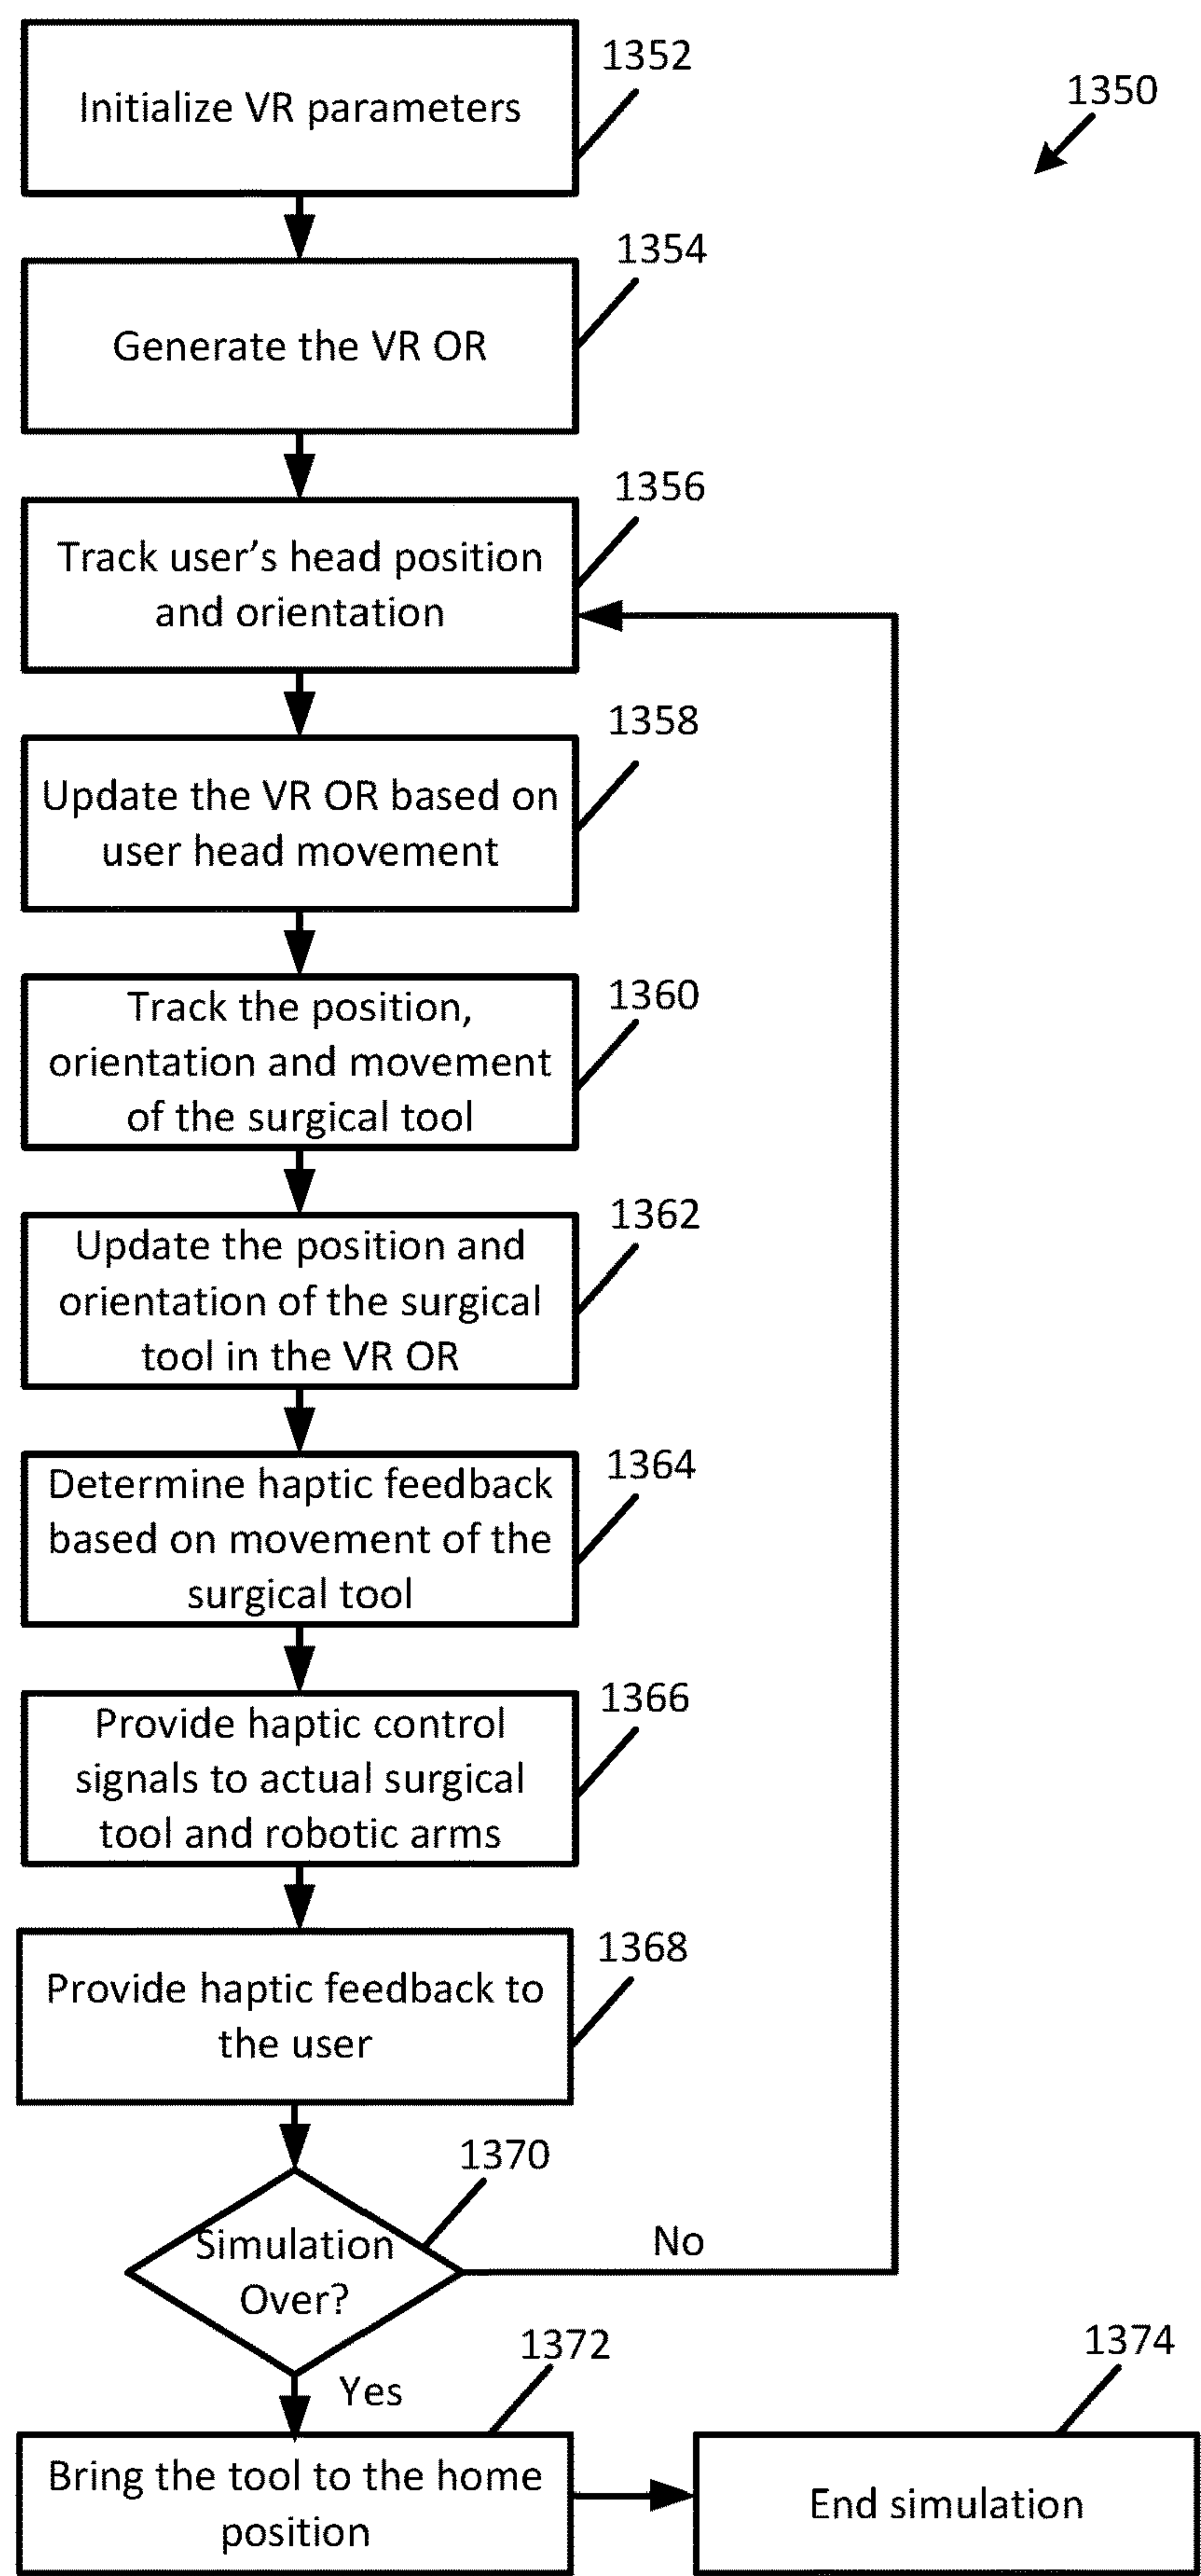 1352
1350
Initialize VR parameters
1354
Generate the VR OR
1356
Track user’s head position
and orientation
1358
Update the VR OR based on
user head movement
1360
Track the position,
orientation and movement
of the surgical tool
1362
Update the position and
orientation of the surgical
tool in the VR OR
1364
Determine haptic feedback
based on movement of the
surgical tool
1366
Provide haptic control
signals to actual surgical
tool and robotic arms
1368
Provide haptic feedback to
the user
1370
Simulation
Over?
No
Yes
1372
1374
Bring the tool to the home
position
End simulation